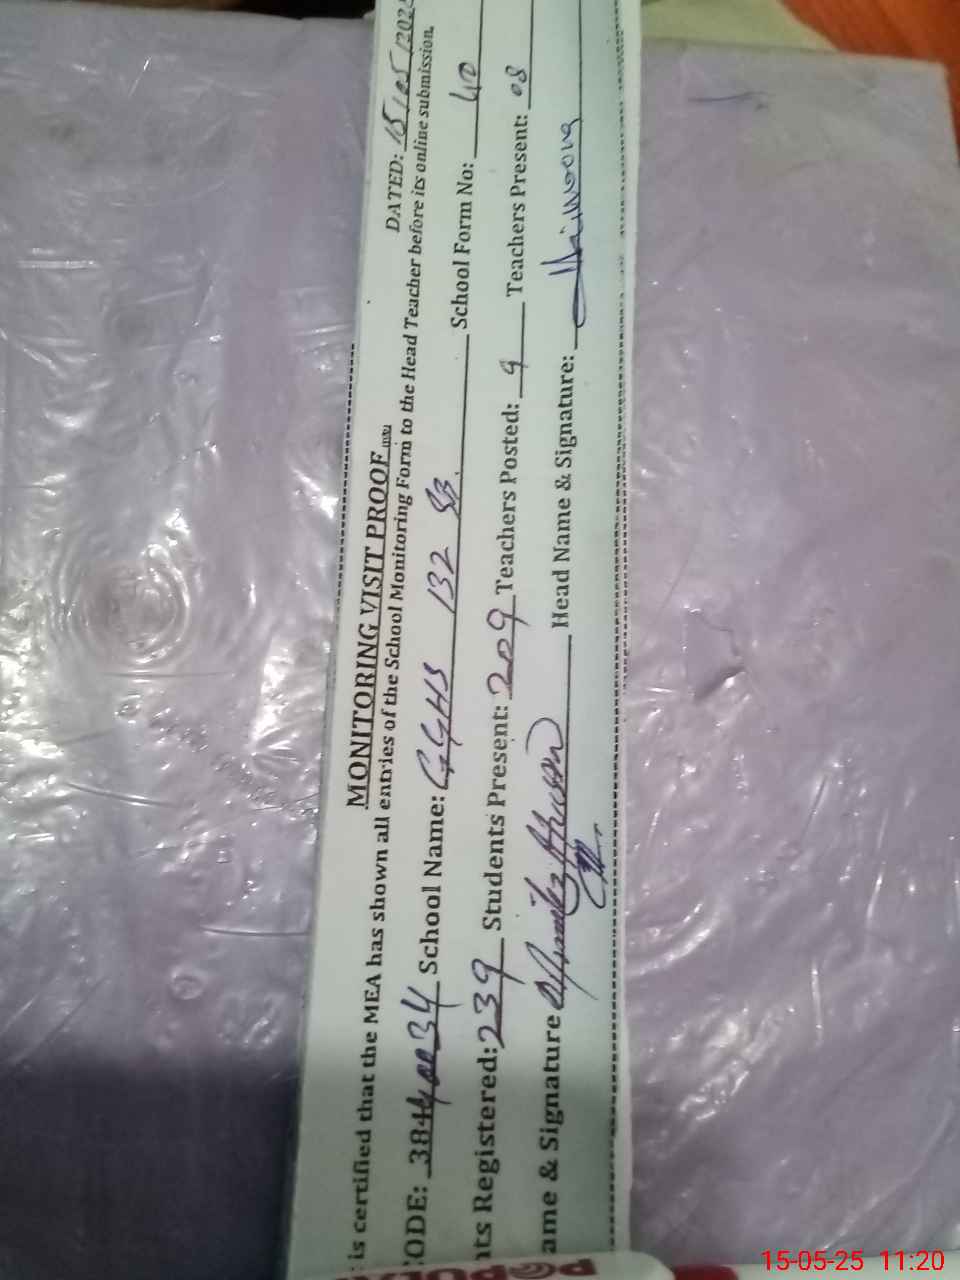 MONITORING VISIT PROOF
DATED: 15/05/202
is certified that the MEA has shown all entries of the School Monitoring Form to the Head Teacher before its online submission.
CODE: 38440034 School Name: GGHS 132 SB. School Form No: 40
nts Registered: 239 Students Present: 209 Teachers Posted: 9 Teachers Present: 08
ame & Signature Head Name & Signature:
15-05-25 11:20